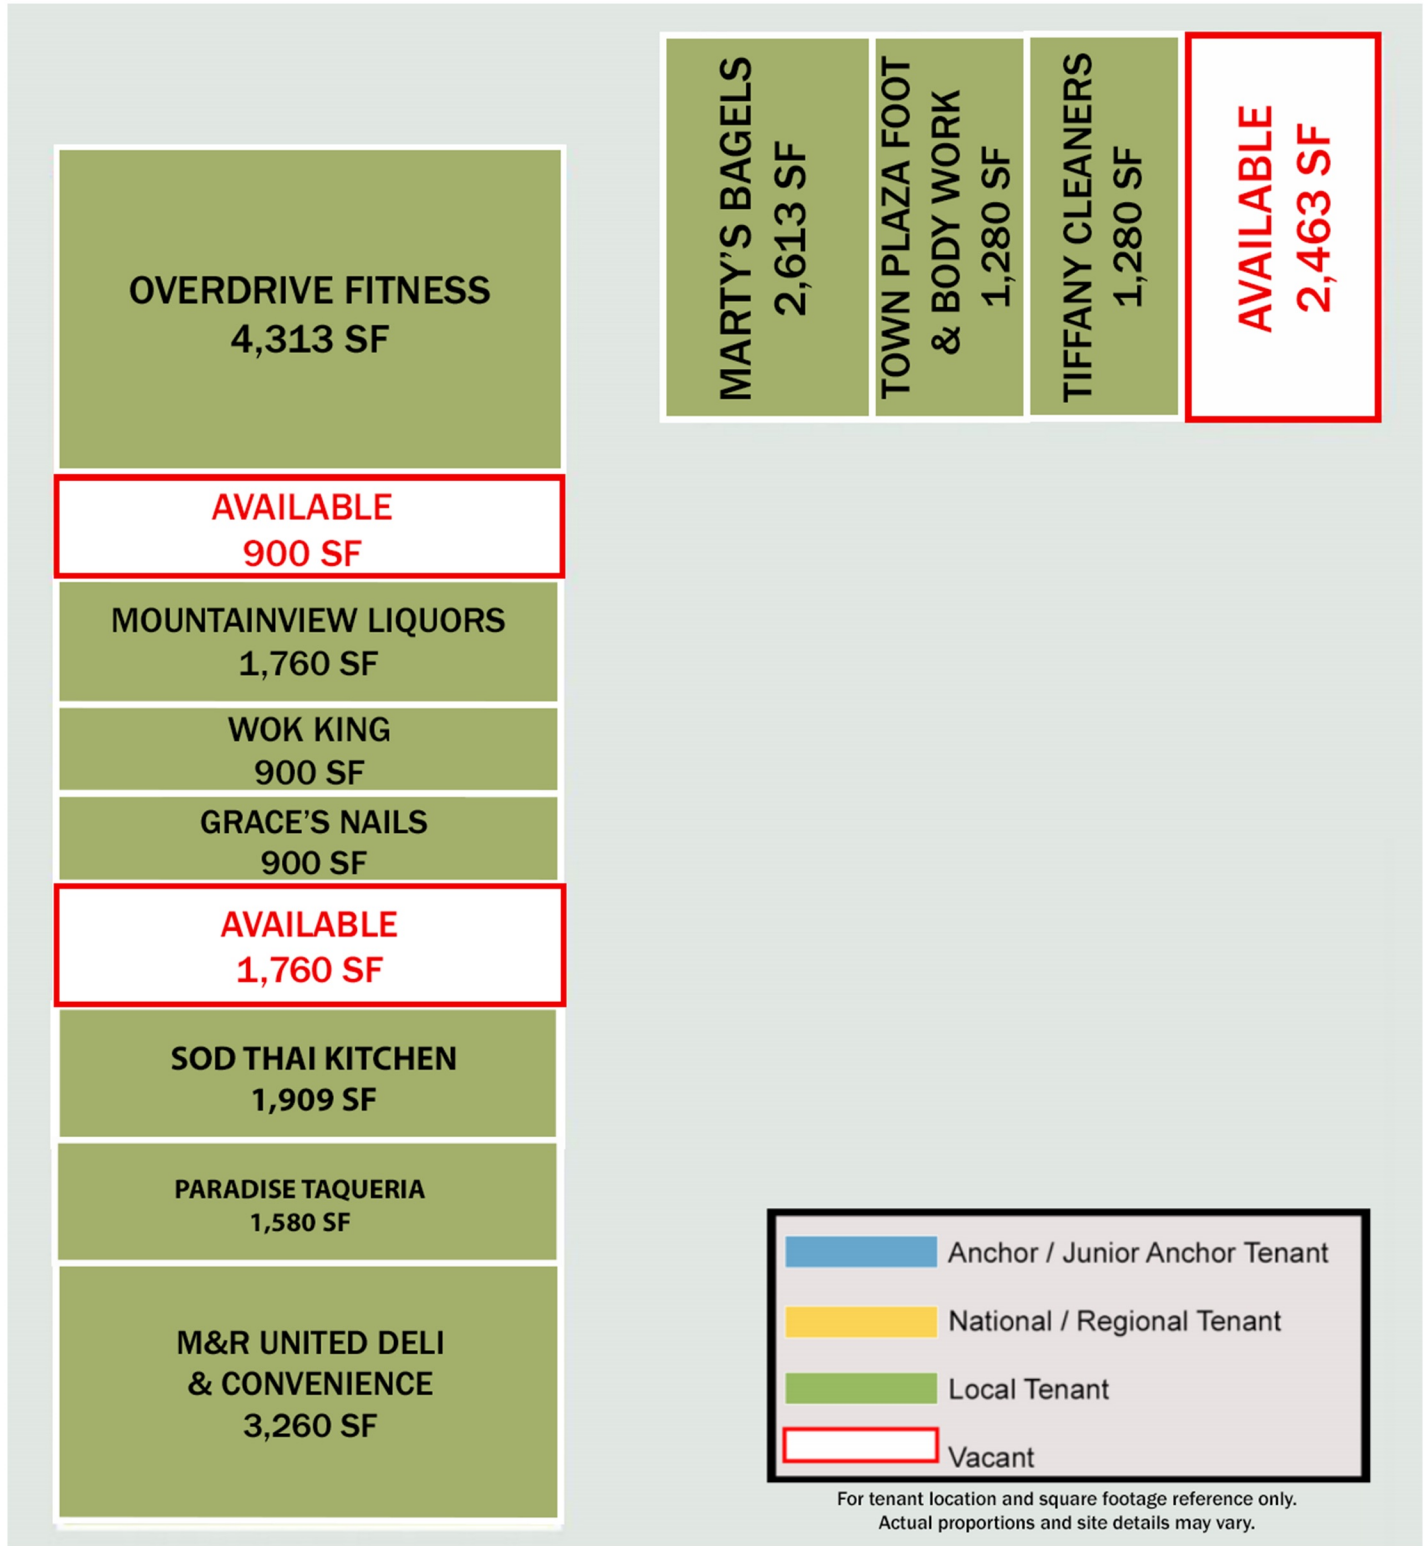 OVERDRIVE FITNESS
4,313 SF
AVAILABLE
900 SF
MOUNTAINVIEW LIQUORS
1,760 SF
WOK KING
900 SF
GRACE’S NAILS
900 SF
AVAILABLE
1,760 SF
SOD THAI KITCHEN
1,909 SF
PARADISE TAQUERIA
1,580 SF
M&R UNITED DELI
& CONVENIENCE
3,260 SF
MARTY’S BAGELS
2,613 SF
TOWN PLAZA FOOT
& BODY WORK
1,280 SF
TIFFANY CLEANERS
1,280 SF
AVAILABLE
2,463 SF
Anchor / Junior Anchor Tenant
National / Regional Tenant
Local Tenant
Vacant
For tenant location and square footage reference only.
Actual proportions and site details may vary.